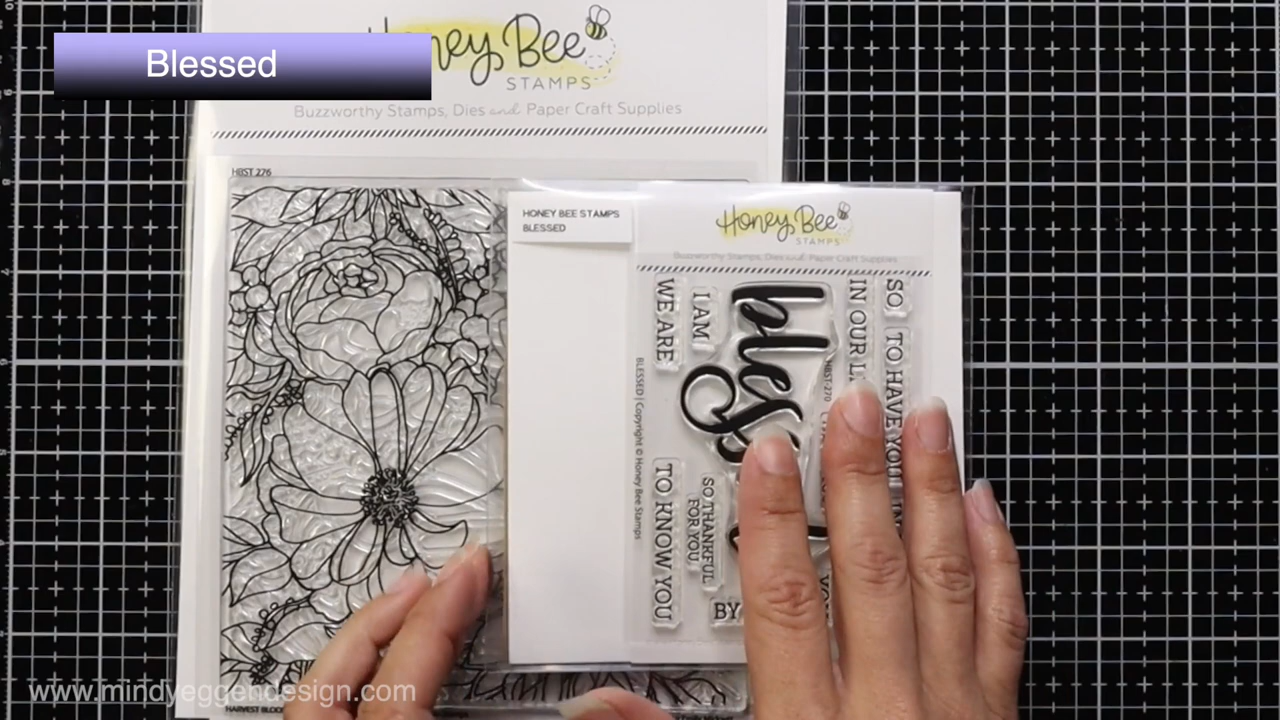 Blessed
ney Bee
STAMPS
Buzzworthy Stamps, Dies and Paper Craft Supplies
HBST 276
HONEY BEE STAMPS
BLESSED
Honey Bee
STAMPS
Buzzworthy Stamps, Dies and Paper Craft Supplies
SO
TO HAVE YOU
IN OUR
HBST-270
I AM
WE ARE
BLESSED | Copyright © Honey Bee Stamps
SO THANKFUL
FOR YOU
TO KNOW YOU
BY
www.mindyeggendesign.com
HARVEST